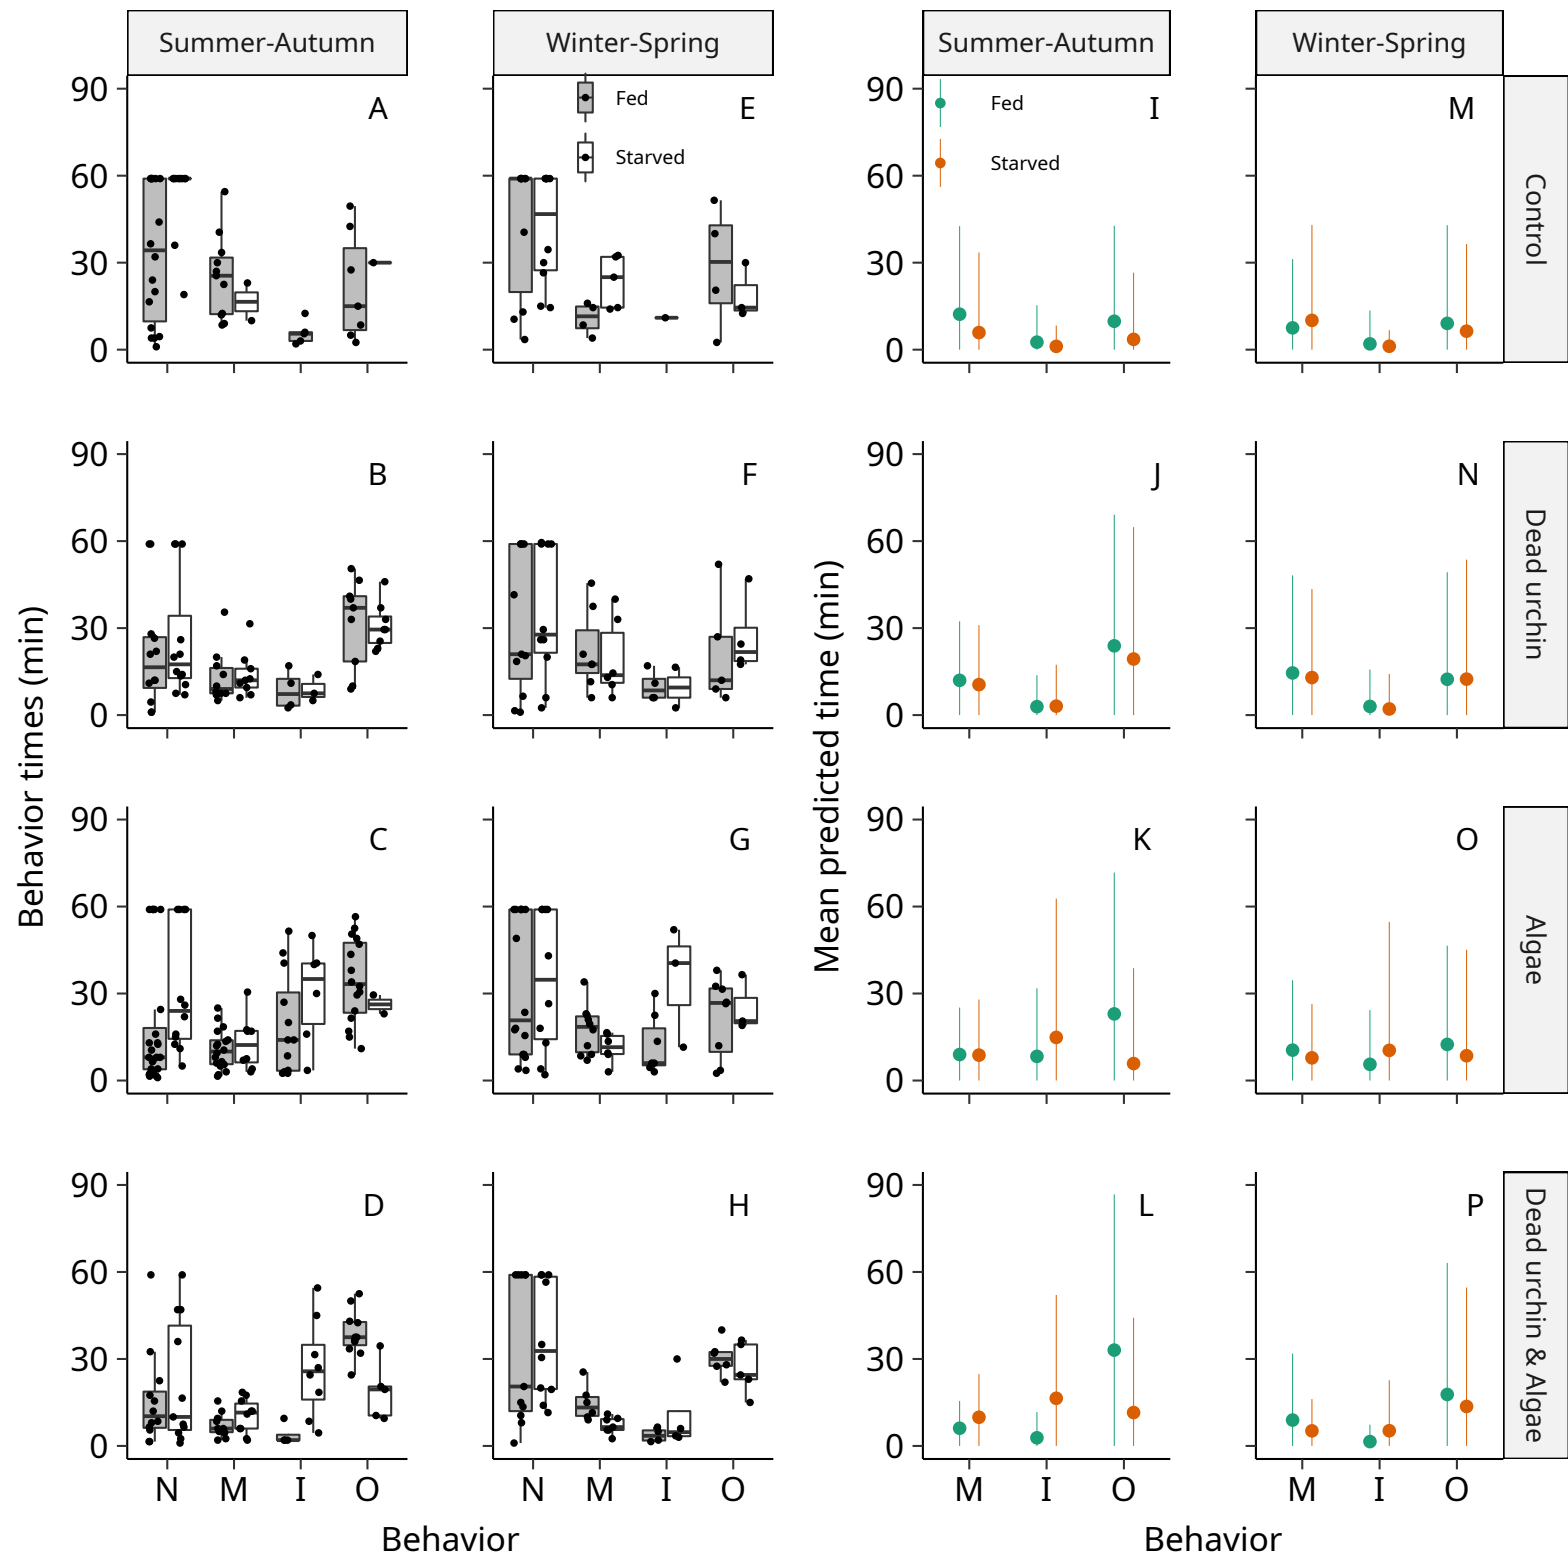 Summer-Autumn
Winter-Spring
Summer-Autumn
Winter-Spring
90
60
30
0
A
E
Fed
Starved
90
60
30
0
I
Fed
Starved
M
Control
90
60
30
0
B
F
90
60
30
0
J
N
Dead urchin
90
60
30
0
C
G
90
60
30
0
K
O
Algae
90
60
30
0
D
H
90
60
30
0
L
P
Dead urchin & Algae
Behavior times (min)
Mean predicted time (min)
N M I O
N M I O
M I O
M I O
Behavior
Behavior